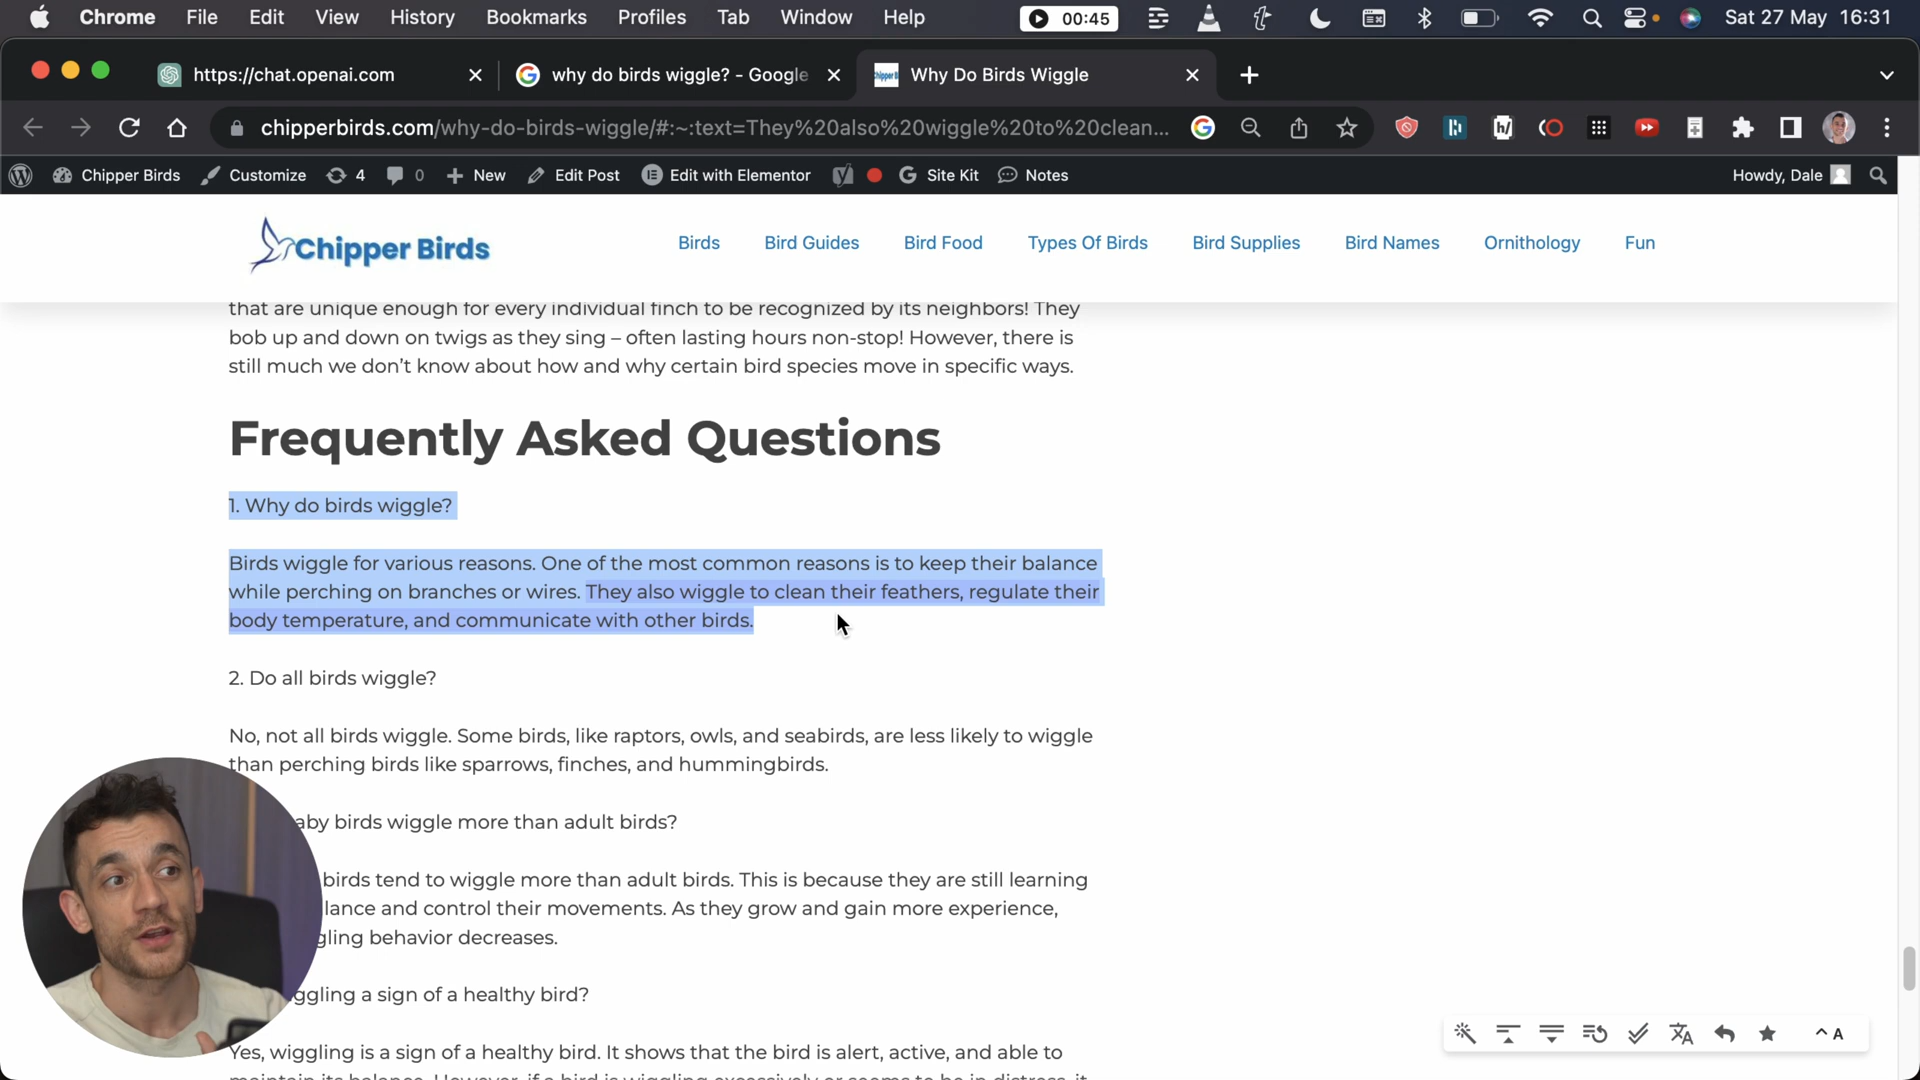 Chrome File Edit View History Bookmarks Profiles Tab Window Help 00:45 Sat 27 May 16:31
https://chat.openai.com why do birds wiggle? - Google Why Do Birds Wiggle
chipperbirds.com/why-do-birds-wiggle/#:~:text=They%20also%20wiggle%20to%20clean...
Chipper Birds Customize 4 0 New Edit Post Edit with Elementor Site Kit Notes Howdy, Dale
Chipper Birds Birds Bird Guides Bird Food Types Of Birds Bird Supplies Bird Names Ornithology Fun
that are unique enough for every individual finch to be recognized by its neighbors! They
bob up and down on twigs as they sing – often lasting hours non-stop! However, there is
still much we don’t know about how and why certain bird species move in specific ways.
Frequently Asked Questions
1. Why do birds wiggle?
Birds wiggle for various reasons. One of the most common reasons is to keep their balance
while perching on branches or wires. They also wiggle to clean their feathers, regulate their
body temperature, and communicate with other birds.
2. Do all birds wiggle?
No, not all birds wiggle. Some birds, like raptors, owls, and seabirds, are less likely to wiggle
than perching birds like sparrows, finches, and hummingbirds.
aby birds wiggle more than adult birds?
birds tend to wiggle more than adult birds. This is because they are still learning
lance and control their movements. As they grow and gain more experience,
gling behavior decreases.
ggling a sign of a healthy bird?
Yes, wiggling is a sign of a healthy bird. It shows that the bird is alert, active, and able to
A